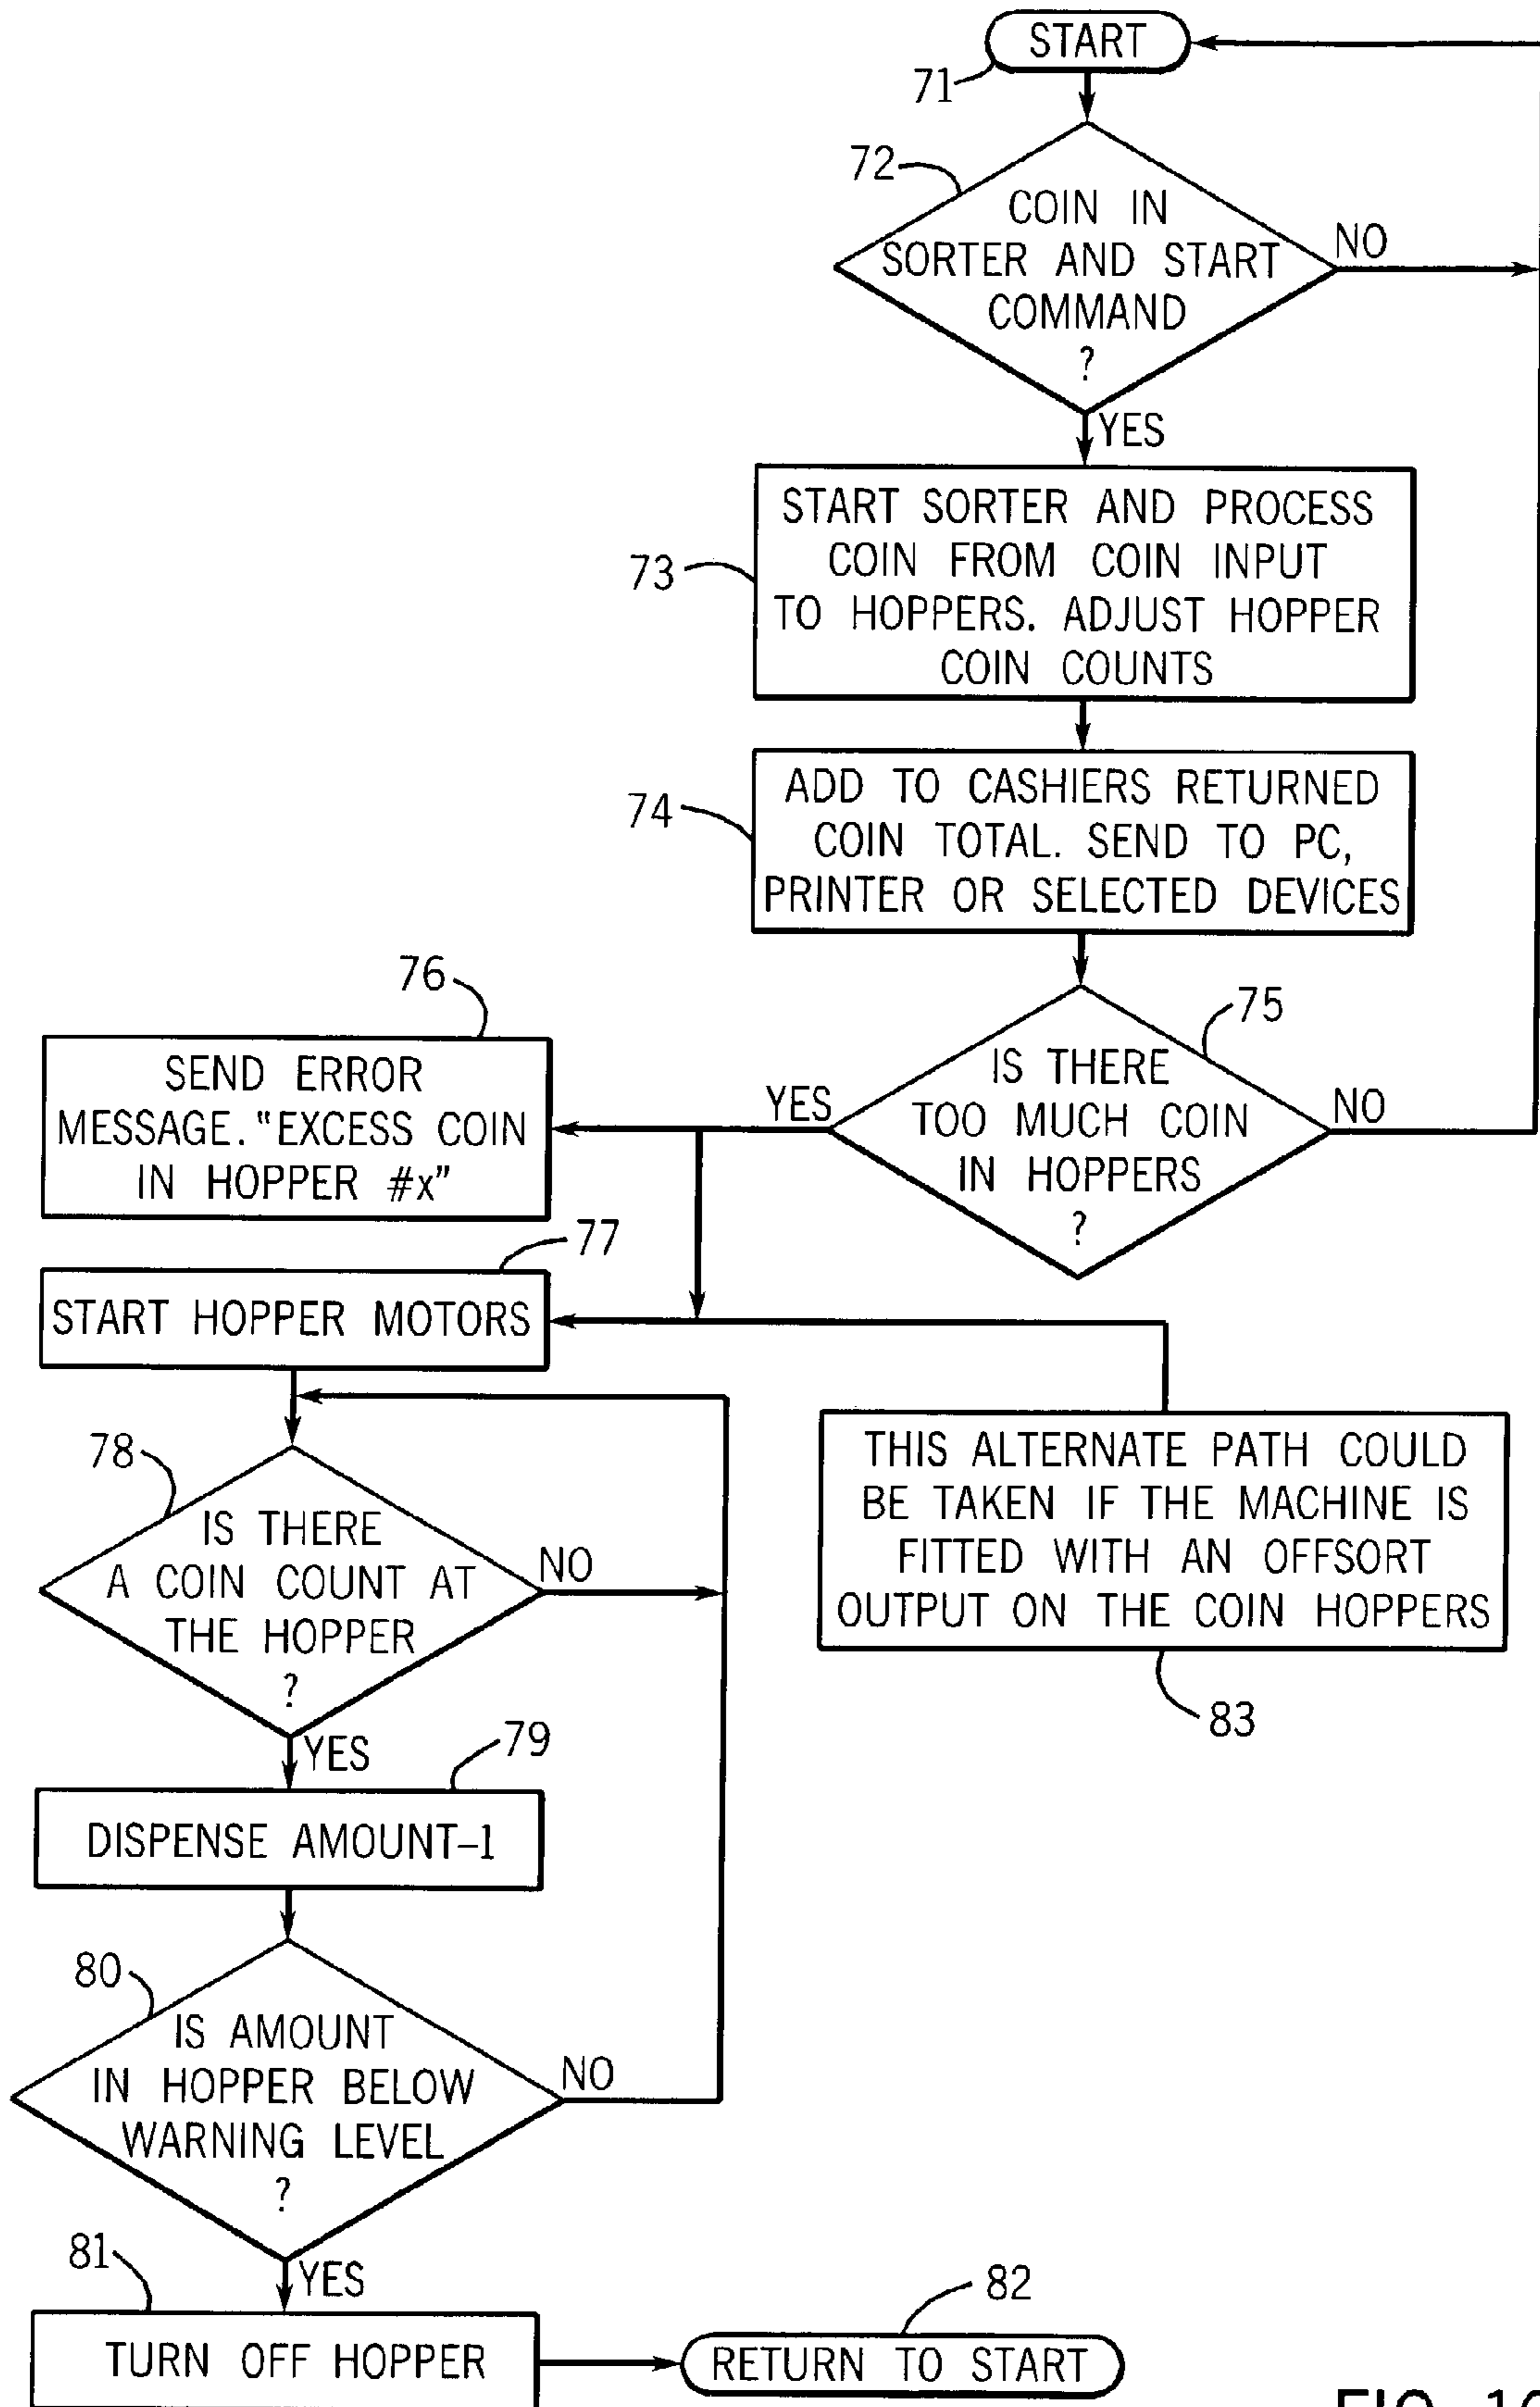 START
71
72
COIN IN
SORTER AND START
COMMAND
?
NO
YES
73
START SORTER AND PROCESS
COIN FROM COIN INPUT
TO HOPPERS. ADJUST HOPPER
COIN COUNTS
74
ADD TO CASHIERS RETURNED
COIN TOTAL. SEND TO PC,
PRINTER OR SELECTED DEVICES
75
IS THERE
TOO MUCH COIN
IN HOPPERS
?
YES
NO
76
SEND ERROR
MESSAGE. "EXCESS COIN
IN HOPPER #x"
77
START HOPPER MOTORS
78
IS THERE
A COIN COUNT AT
THE HOPPER
?
NO
YES
THIS ALTERNATE PATH COULD
BE TAKEN IF THE MACHINE IS
FITTED WITH AN OFFSORT
OUTPUT ON THE COIN HOPPERS
83
79
DISPENSE AMOUNT-1
80
IS AMOUNT
IN HOPPER BELOW
WARNING LEVEL
?
NO
YES
81
TURN OFF HOPPER
82
RETURN TO START
FIG.